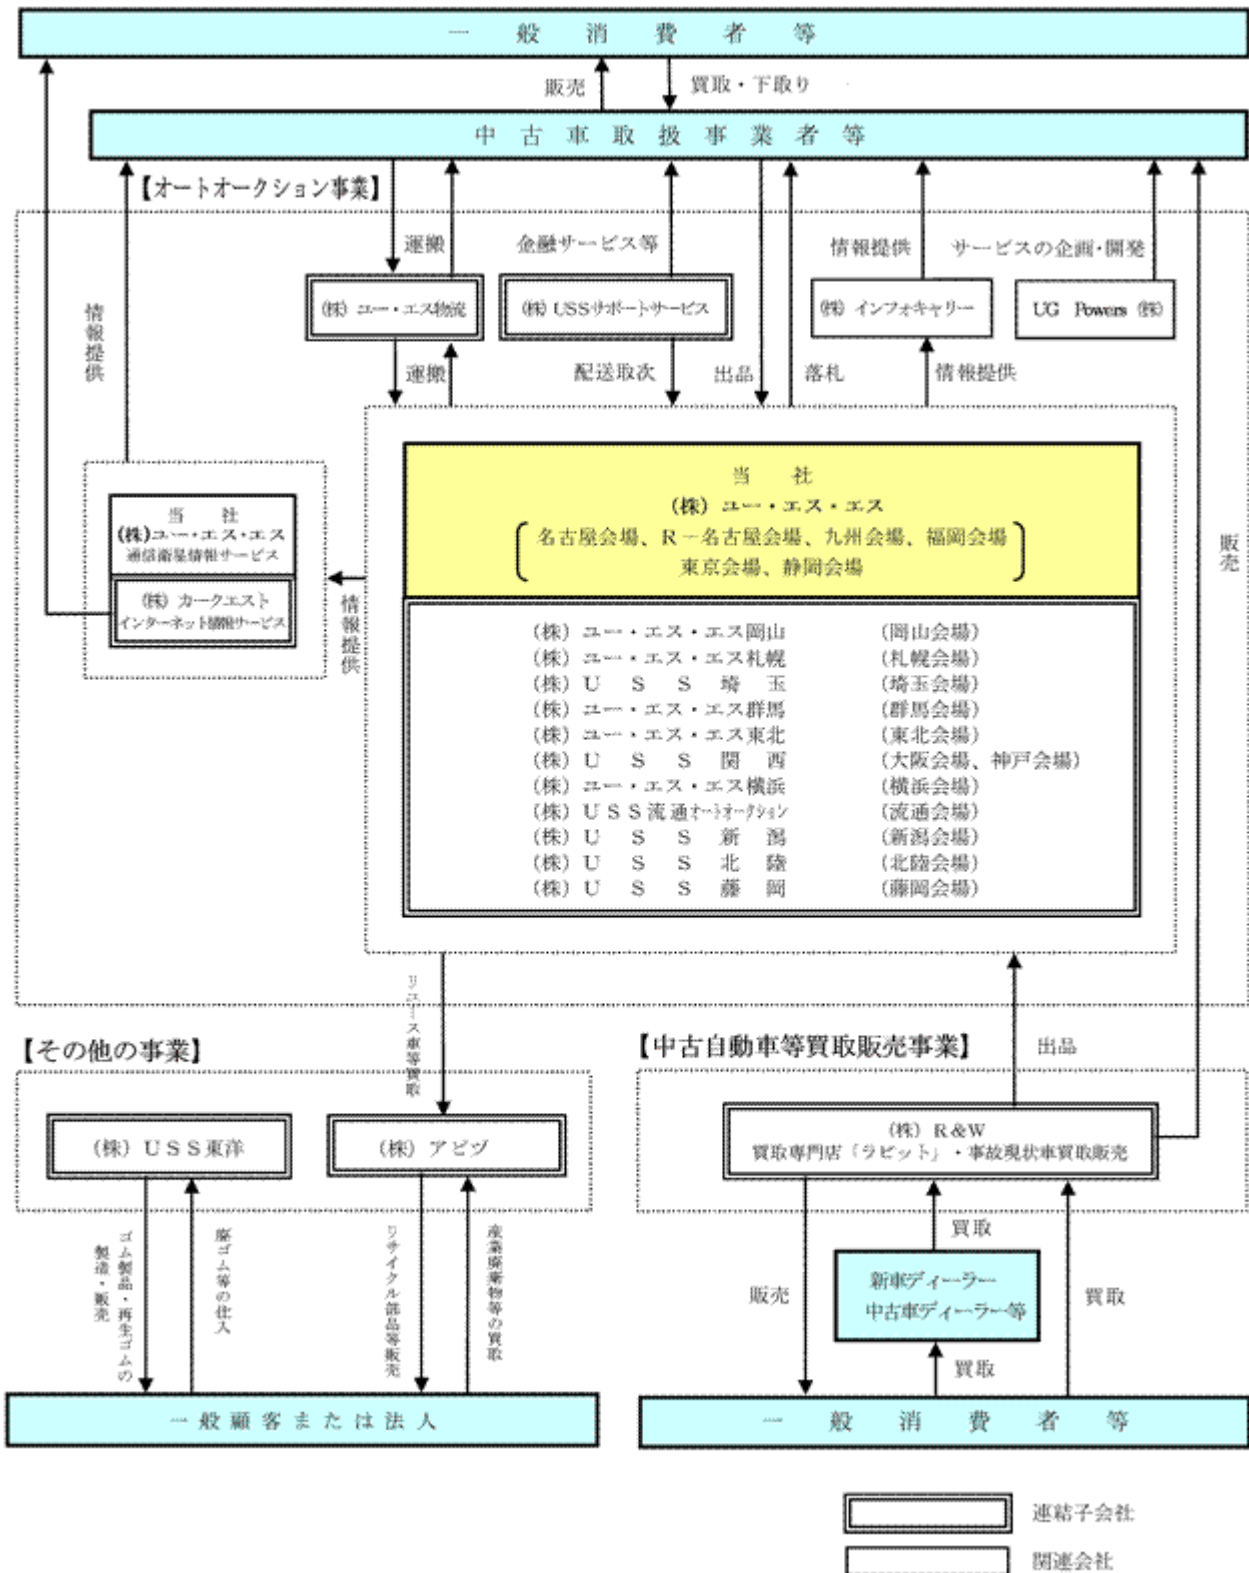 一般消費者等
販売
買取・下取り
中古車取扱事業者等
【オートオークション事業】
運搬
金融サービス等
情報提供
サービスの企画・開発
(株) ユー・エス物流
(株) USSサポートサービス
(株) インフォキャリー
UG Powers (株)
情報提供
運搬
配送取次
出品
落札
情報提供
当社
(株) ユー・エス・エス
名古屋会場、R－名古屋会場、九州会場、福岡会場
東京会場、静岡会場
当社
(株)ユー・エス・エス
通信衛星情報サービス
(株) カークエスト
インターネット情報サービス
情報提供
販売
(株) ユー・エス・エス岡山 (岡山会場)
(株) ユー・エス・エス札幌 (札幌会場)
(株) USS埼玉 (埼玉会場)
(株) ユー・エス・エス群馬 (群馬会場)
(株) ユー・エス・エス東北 (東北会場)
(株) USS関西 (大阪会場、神戸会場)
(株) ユー・エス・エス横浜 (横浜会場)
(株) USS流通オートオークション (流通会場)
(株) USS新潟 (新潟会場)
(株) USS北陸 (北陸会場)
(株) USS藤岡 (藤岡会場)
リユース車等買取
【その他の事業】
【中古自動車等買取販売事業】
出品
(株) USS東洋
(株) アビヅ
(株) R&W
買取専門店「ラビット」・事故現状車買取販売
ゴム製品・再生ゴムの
製造・販売
廃ゴム等の仕入
リサイクル部品等販売
産業廃棄物等の買取
買取
販売
新車ディーラー
中古車ディーラー等
買取
買取
一般顧客または法人
一般消費者等
連結子会社
関連会社